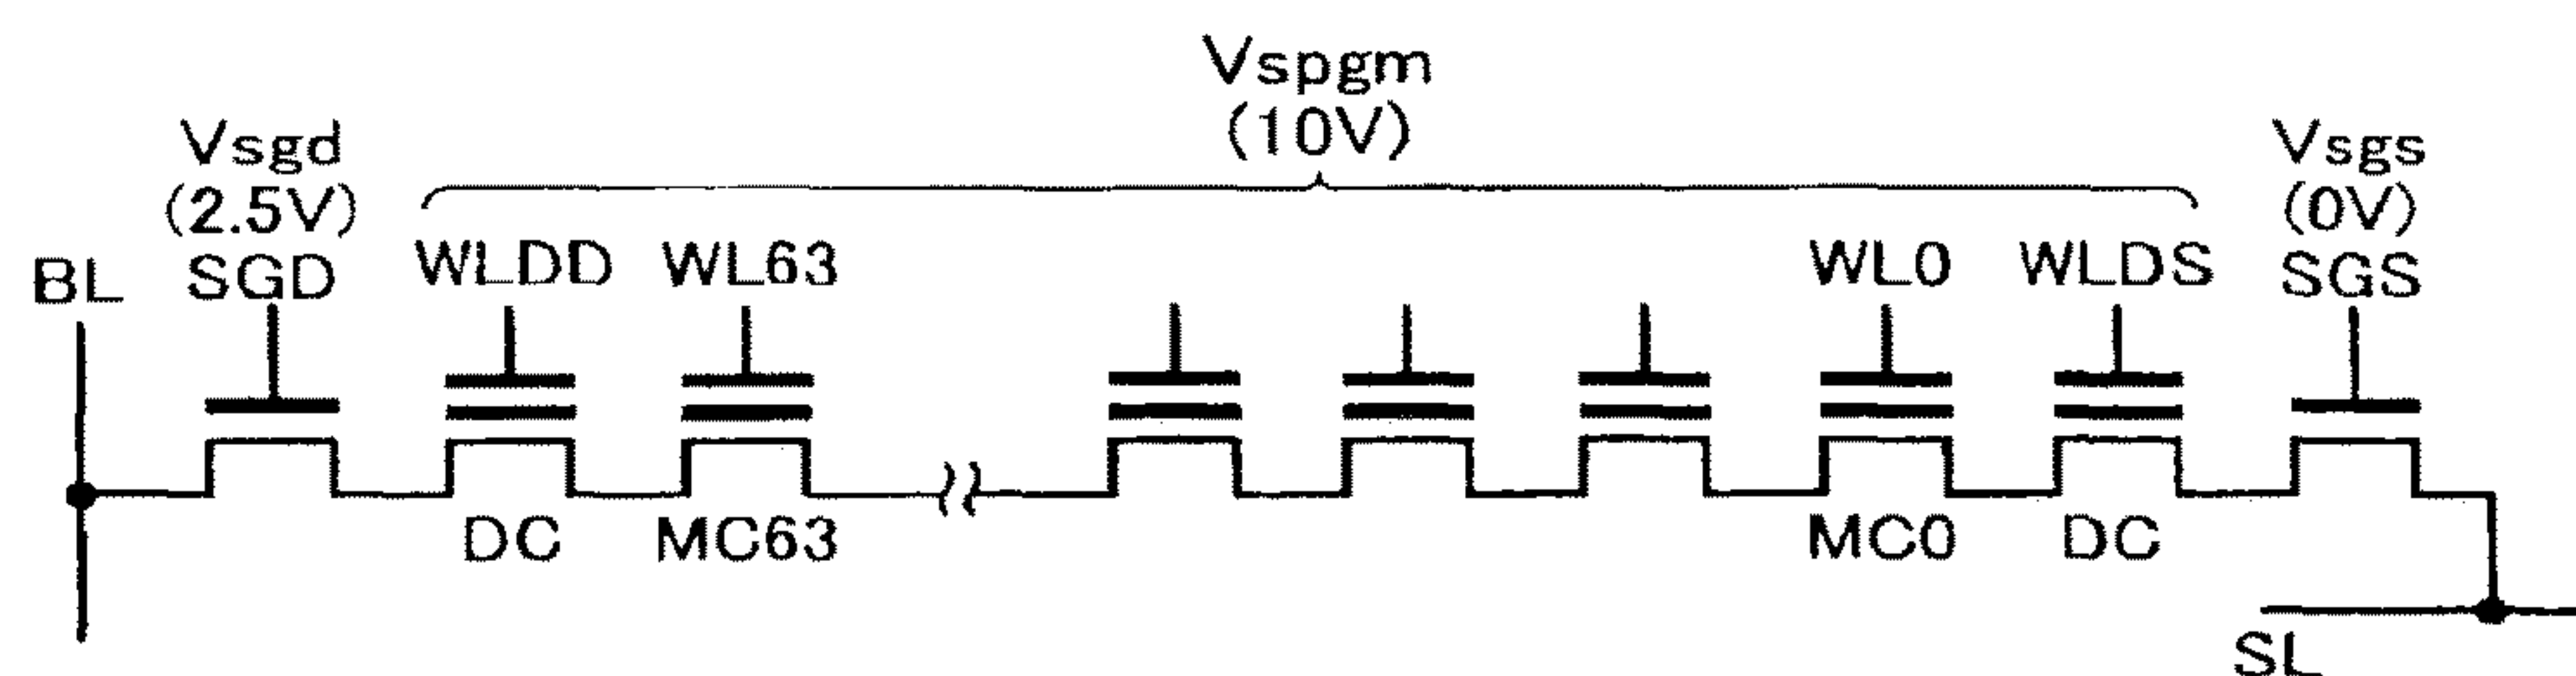 Vspgm
(10V)
Vsgd
(2.5V)
SGD
Vsgs
(0V)
SGS
BL
WLDD
WL63
WL0
WLDS
DC
MC63
MC0
DC
SL